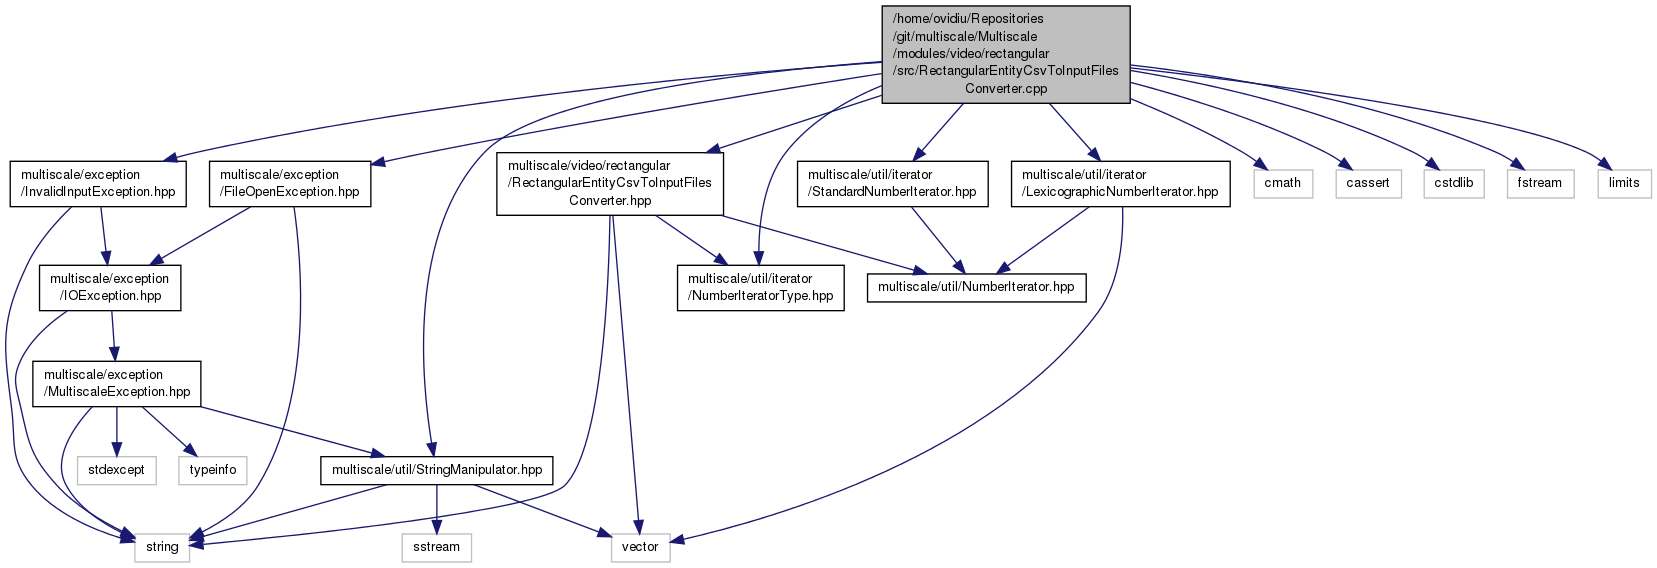 /home/ovidiu/Repositories
/git/multiscale/Multiscale
/modules/video/rectangular
/src/RectangularEntityCsvToInputFiles
Converter.cpp
multiscale/exception
/InvalidInputException.hpp
multiscale/exception
/FileOpenException.hpp
multiscale/video/rectangular
/RectangularEntityCsvToInputFiles
Converter.hpp
multiscale/util/iterator
/StandardNumberIterator.hpp
multiscale/util/iterator
/LexicographicNumberIterator.hpp
cmath
cassert
cstdlib
fstream
limits
multiscale/exception
/IOException.hpp
multiscale/util/iterator
/NumberIteratorType.hpp
multiscale/util/NumberIterator.hpp
multiscale/exception
/MultiscaleException.hpp
stdexcept
typeinfo
multiscale/util/StringManipulator.hpp
string
sstream
vector